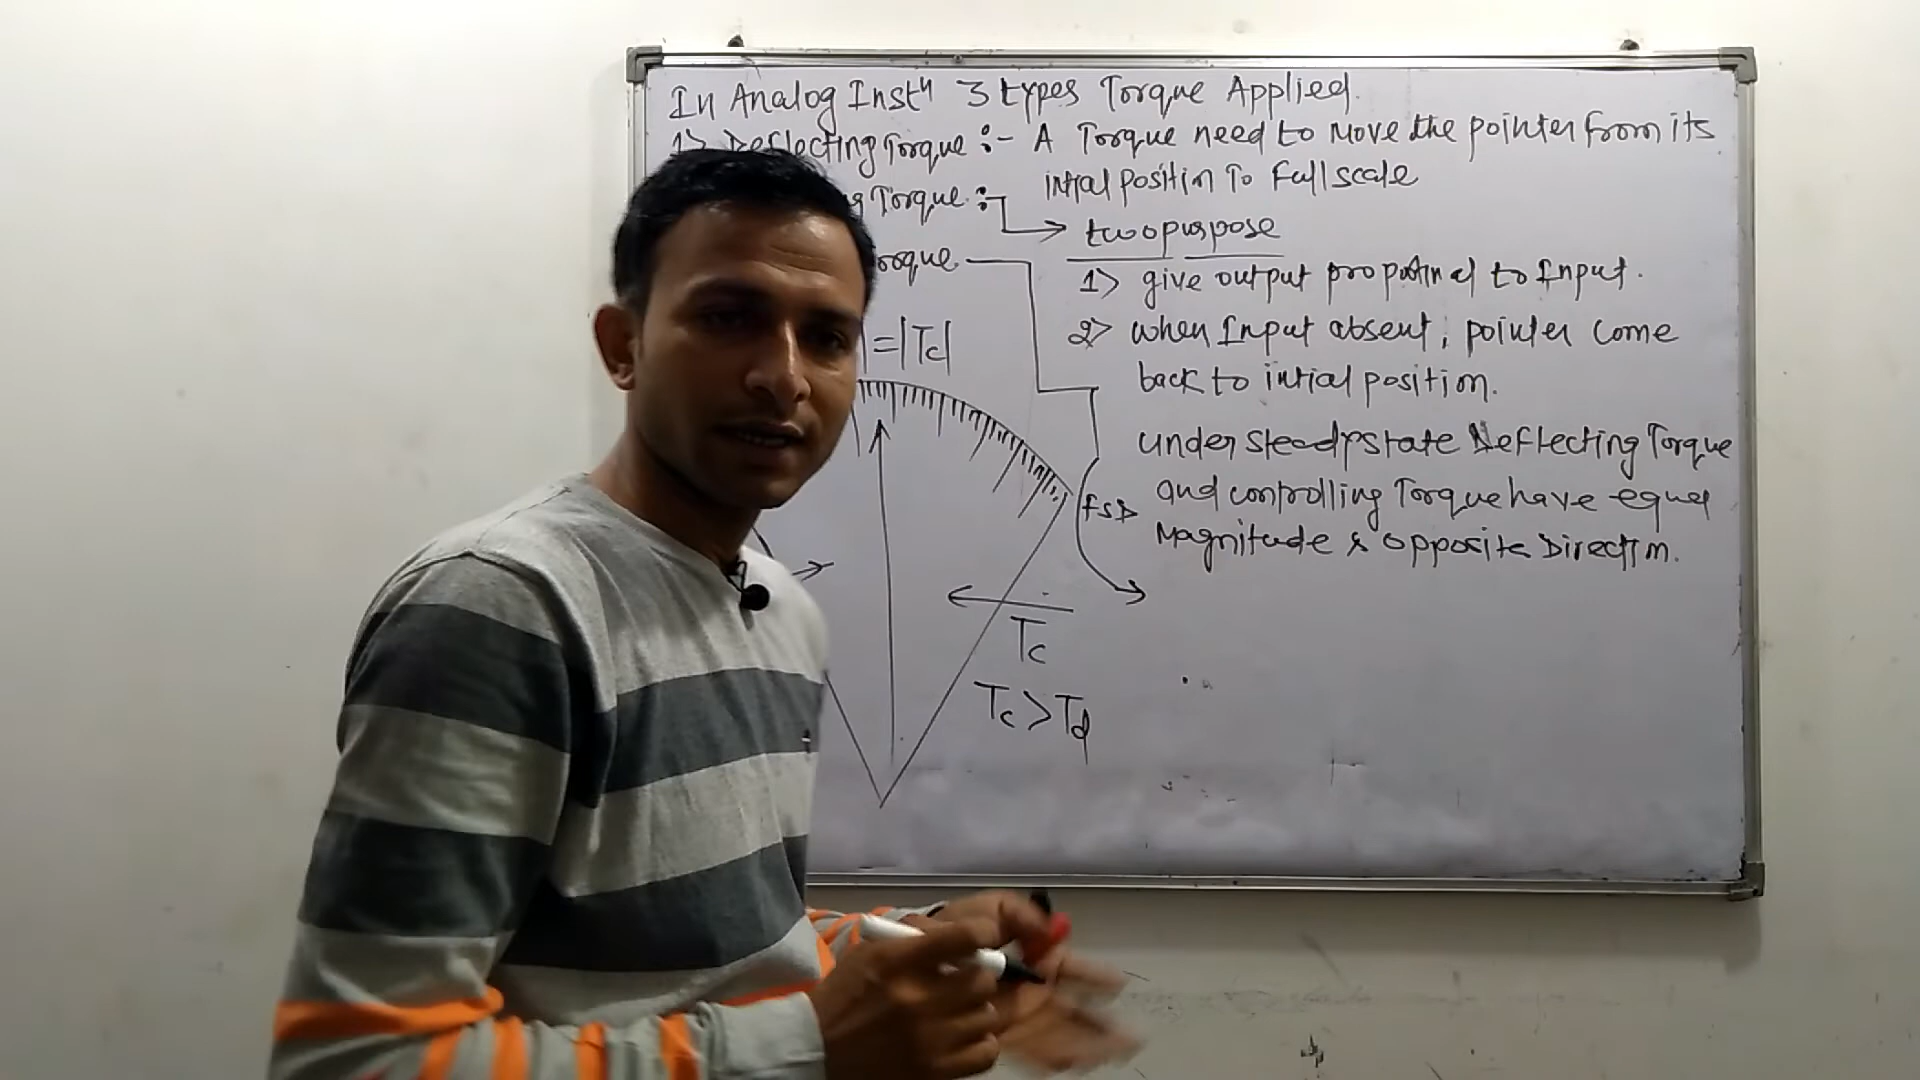 In Analog Instn 3 types Torque Applied.
1> Deflecting Torque :- A Torque need to Move the pointer from its
intial position To Full scale
g Torque :-
→ two purpose
orque
1> give output propotinal to Input.
2> when Input absent, pointer come
back to intial position.
=|Tc|
under steady state Deflecting Torque
and controlling Torque have equal
Magnitude & opposite Direction.
FSD
Tc
Tc > Td